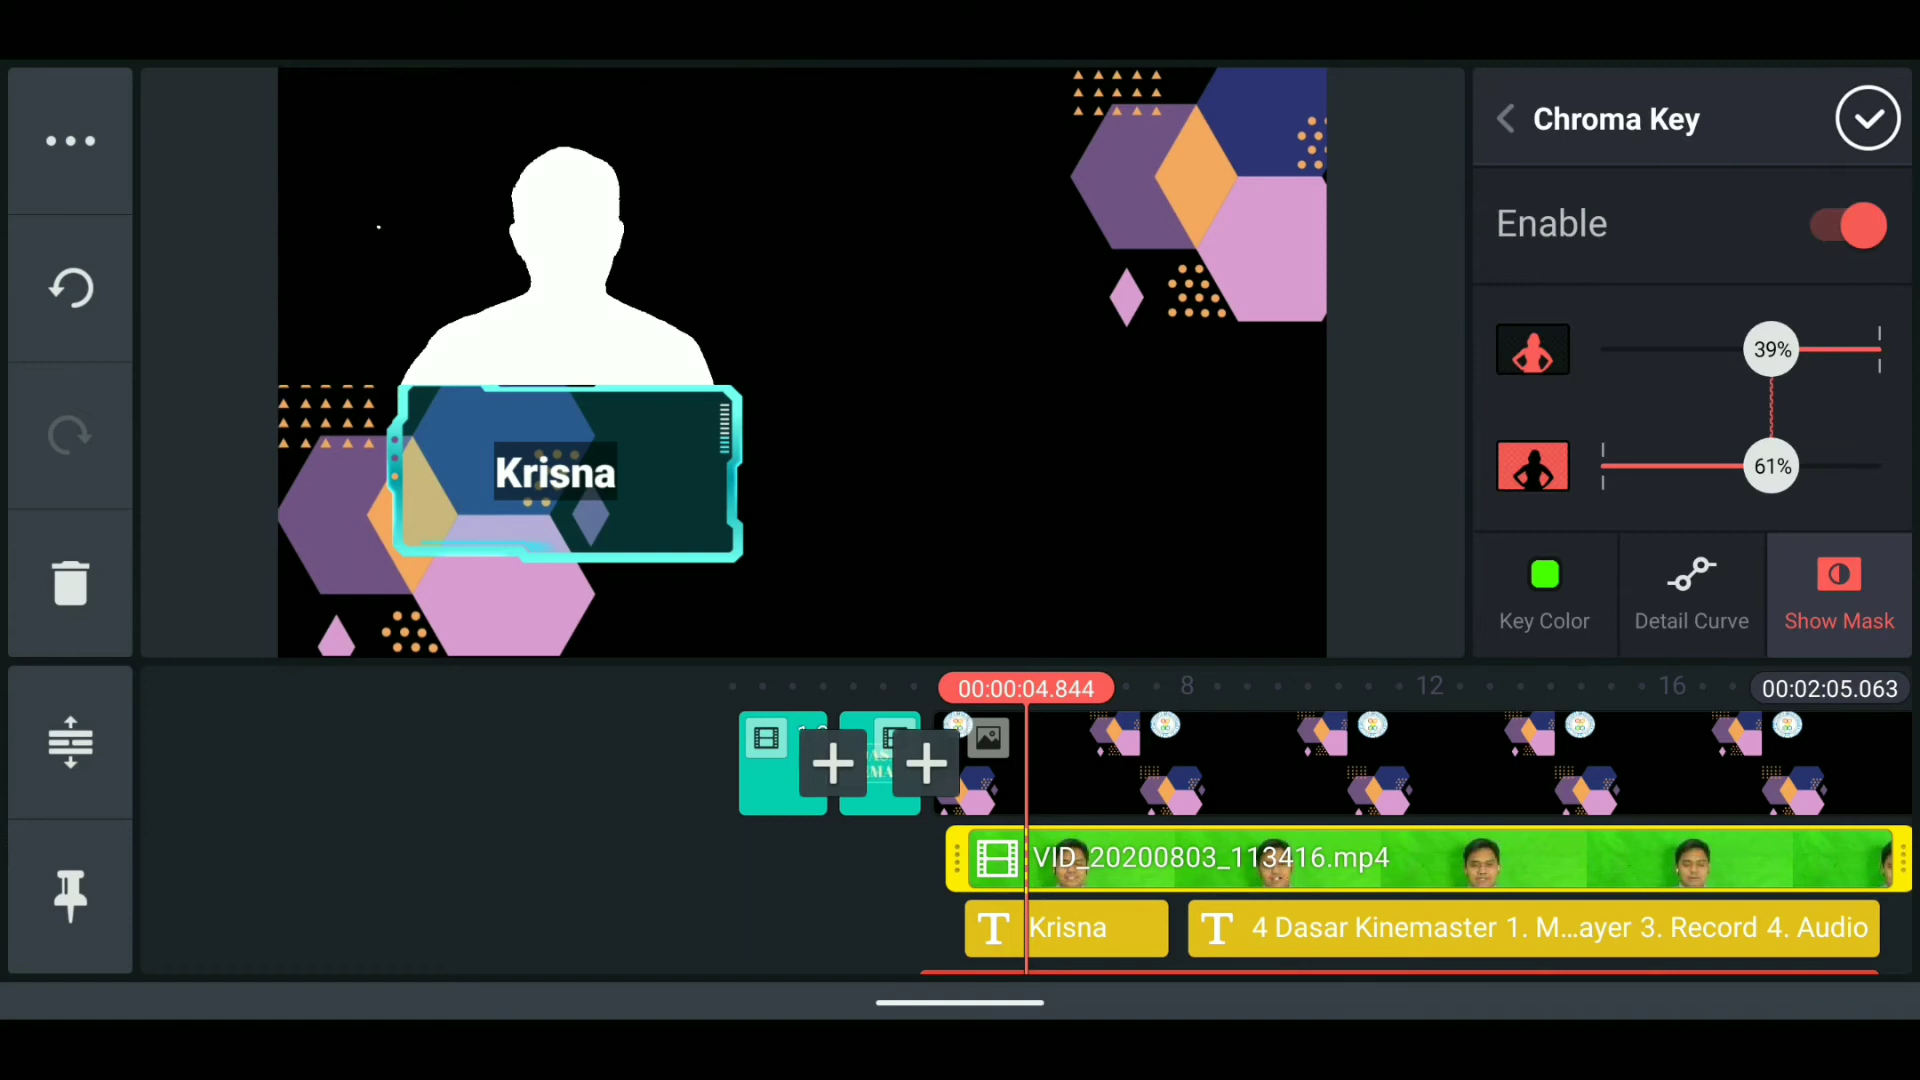 Chroma Key
Enable
39%
Krisna
61%
Key Color
Detail Curve
Show Mask
00:00:04.844
8
12
16
00:02:05.063
VID_20200803_113416.mp4
T Krisna
T 4 Dasar Kinemaster 1. M...ayer 3. Record 4. Audio